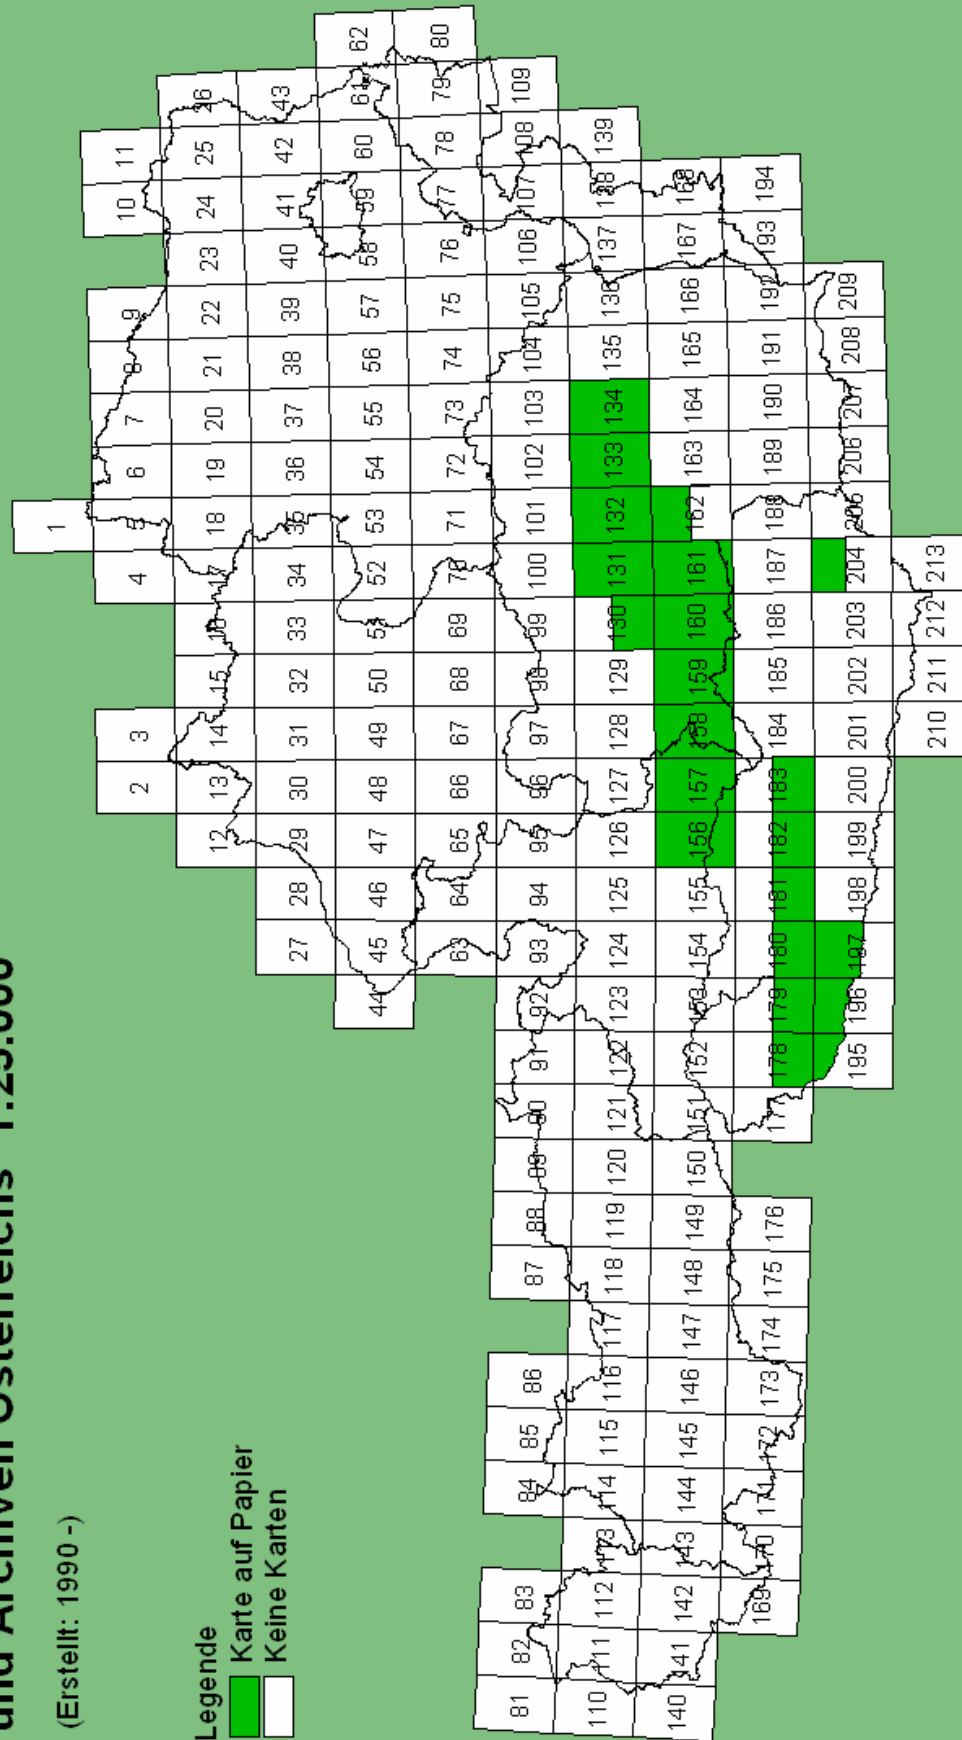 und Archiven Österreichs 1:25.000
(Erstellt: 1990 -)
Legende
Karte auf Papier
Keine Karten
1
2 3 4 5 6 7 8 9 10 11
12 13 14 15 16 17 18 19 20 21 22 23 24 25 26
27 28 29 30 31 32 33 34 35 36 37 38 39 40 41 42 43
44 45 46 47 48 49 50 51 52 53 54 55 56 57 58 59 60 61 62
63 64 65 66 67 68 69 70 71 72 73 74 75 76 77 78 79 80
81 82 83 84 85 86 87 88 89 90 91 92 93 94 95 96 97 98 99 100 101 102 103 104 105 106 107 108 109
110 111 112 113 114 115 116 117 118 119 120 121 122 123 124 125 126 127 128 129 130 131 132 133 134 135 136 137 138 139
140 141 142 143 144 145 146 147 148 149 150 151 152 153 154 155 156 157 158 159 160 161 162 163 164 165 166 167 168
169 170 171 172 173 174 175 176 177 178 179 180 181 182 183 184 185 186 187 188 189 190 191 192 193 194
195 196 197 198 199 200 201 202 203 204 205 206 207 208 209
210 211 212 213